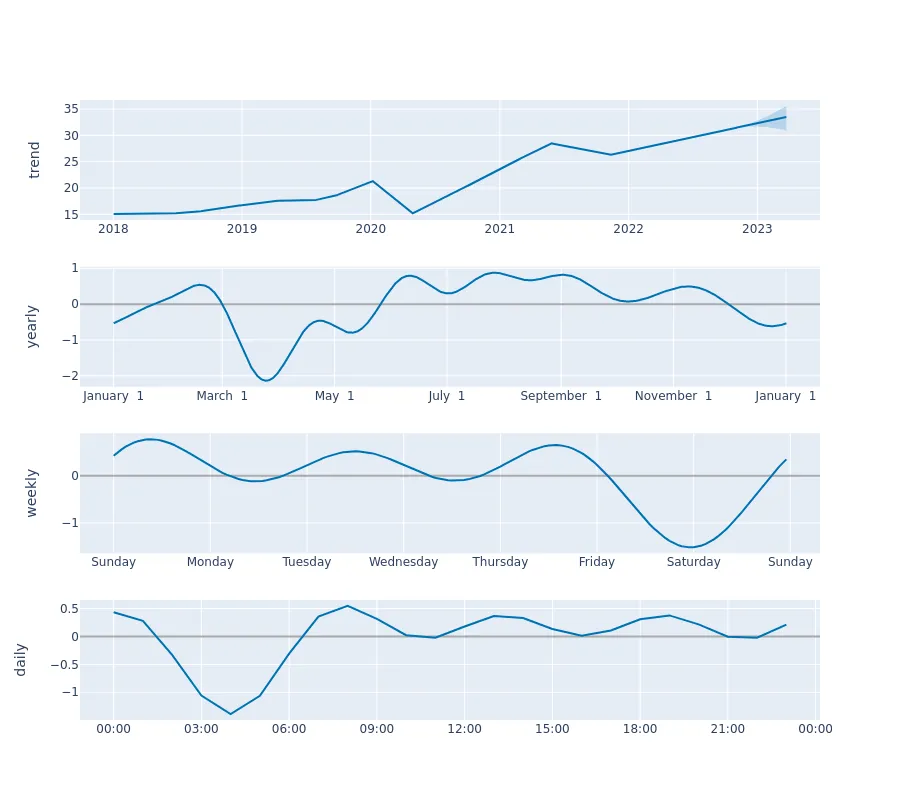 35
30
25
20
15
trend
2018 2019 2020 2021 2022 2023
1
0
−1
−2
yearly
January 1 March 1 May 1 July 1 September 1 November 1 January 1
0
−1
weekly
Sunday Monday Tuesday Wednesday Thursday Friday Saturday Sunday
0.5
0
−0.5
−1
daily
00:00 03:00 06:00 09:00 12:00 15:00 18:00 21:00 00:00